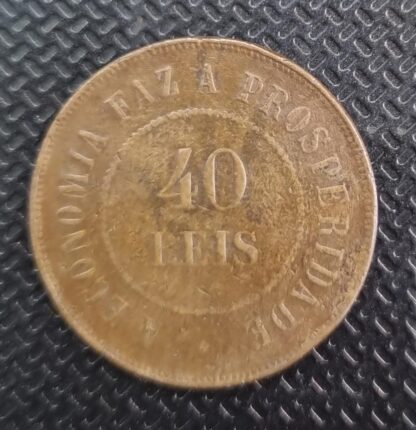 A ECONOMIA FAZ A PROSPERIDADE
40
REIS